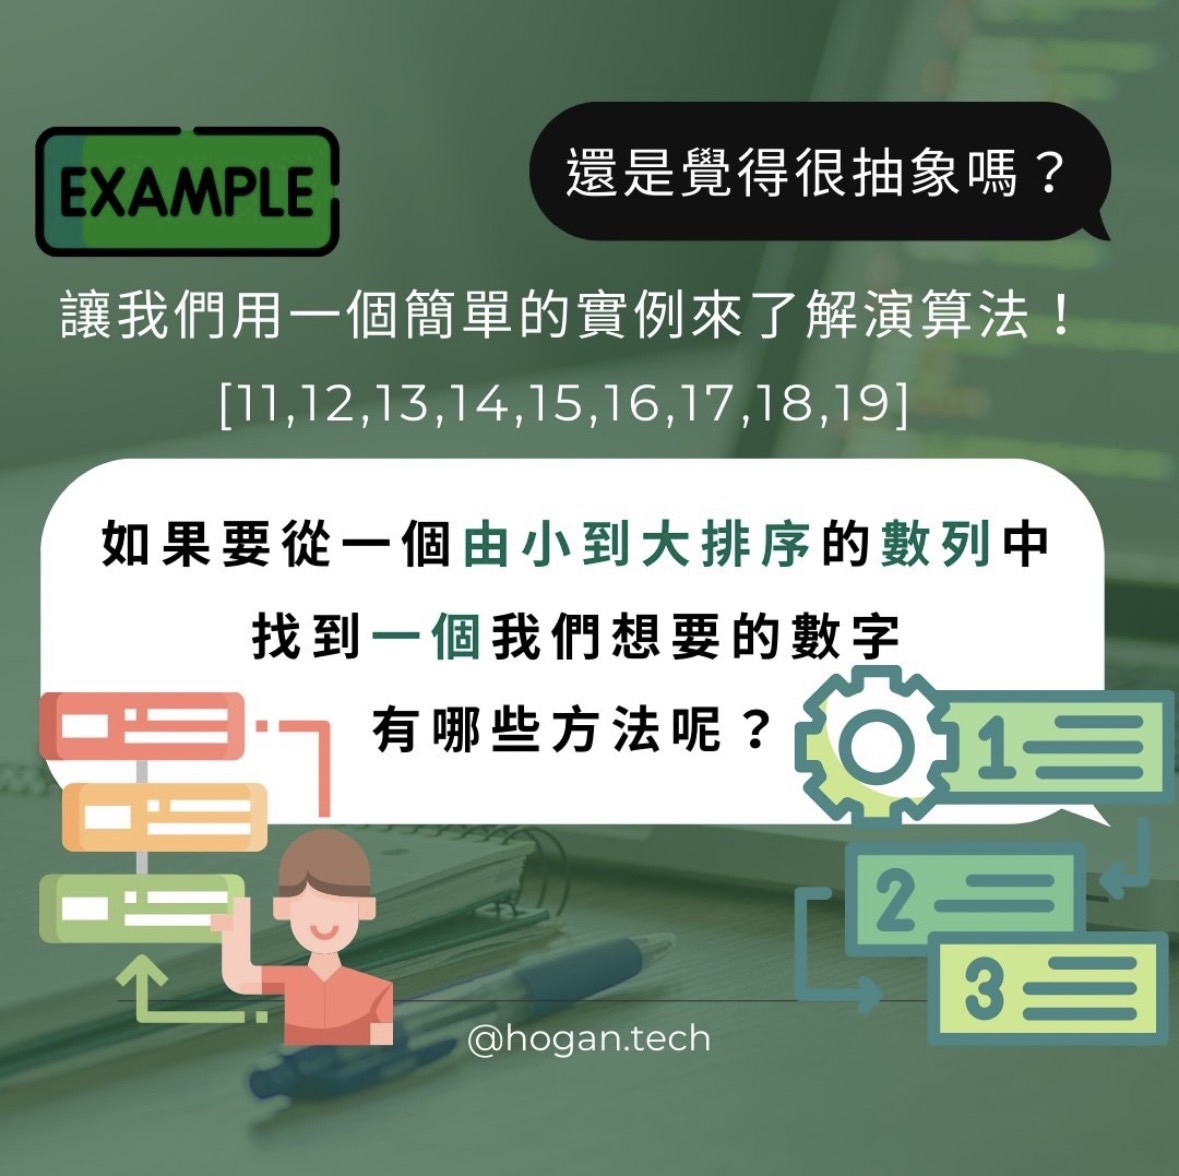 還是覺得很抽象嗎？
EXAMPLE
讓我們用一個簡單的實例來了解演算法！
[11,12,13,14,15,16,17,18,19]
如果要從一個由小到大排序的數列中
找到一個我們想要的數字
有哪些方法呢？
1
2
3
@hogan.tech